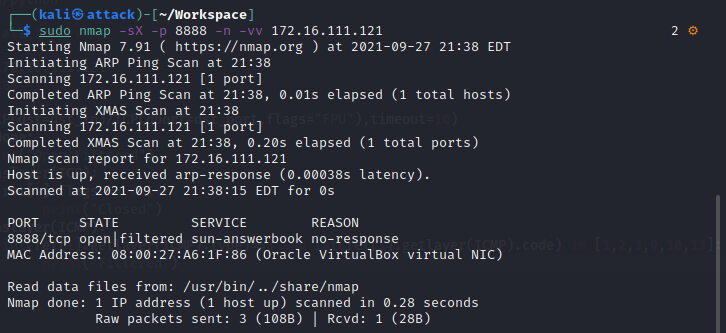 ┌──(kali㉿attack)-[~/Workspace]
└─$ sudo nmap -sX -p 8888 -n -vv 172.16.111.121 2 ⚙
Starting Nmap 7.91 ( https://nmap.org ) at 2021-09-27 21:38 EDT
Initiating ARP Ping Scan at 21:38
Scanning 172.16.111.121 [1 port]
Completed ARP Ping Scan at 21:38, 0.01s elapsed (1 total hosts)
Initiating XMAS Scan at 21:38
Scanning 172.16.111.121 [1 port]
flags="FPU"),timeout=10)
Completed XMAS Scan at 21:38, 0.20s elapsed (1 total ports)
Nmap scan report for 172.16.111.121
Host is up, received arp-response (0.00038s latency).
Scanned at 2021-09-27 21:38:15 EDT for 0s
("Closed")
PORT STATE SERVICE REASON
8888/tcp open|filtered sun-answerbook no-response
getlayer(ICMP).code)
MAC Address: 08:00:27:A6:1F:86 (Oracle VirtualBox virtual NIC)
Read data files from: /usr/bin/../share/nmap
Nmap done: 1 IP address (1 host up) scanned in 0.28 seconds
Raw packets sent: 3 (108B) | Rcvd: 1 (28B)